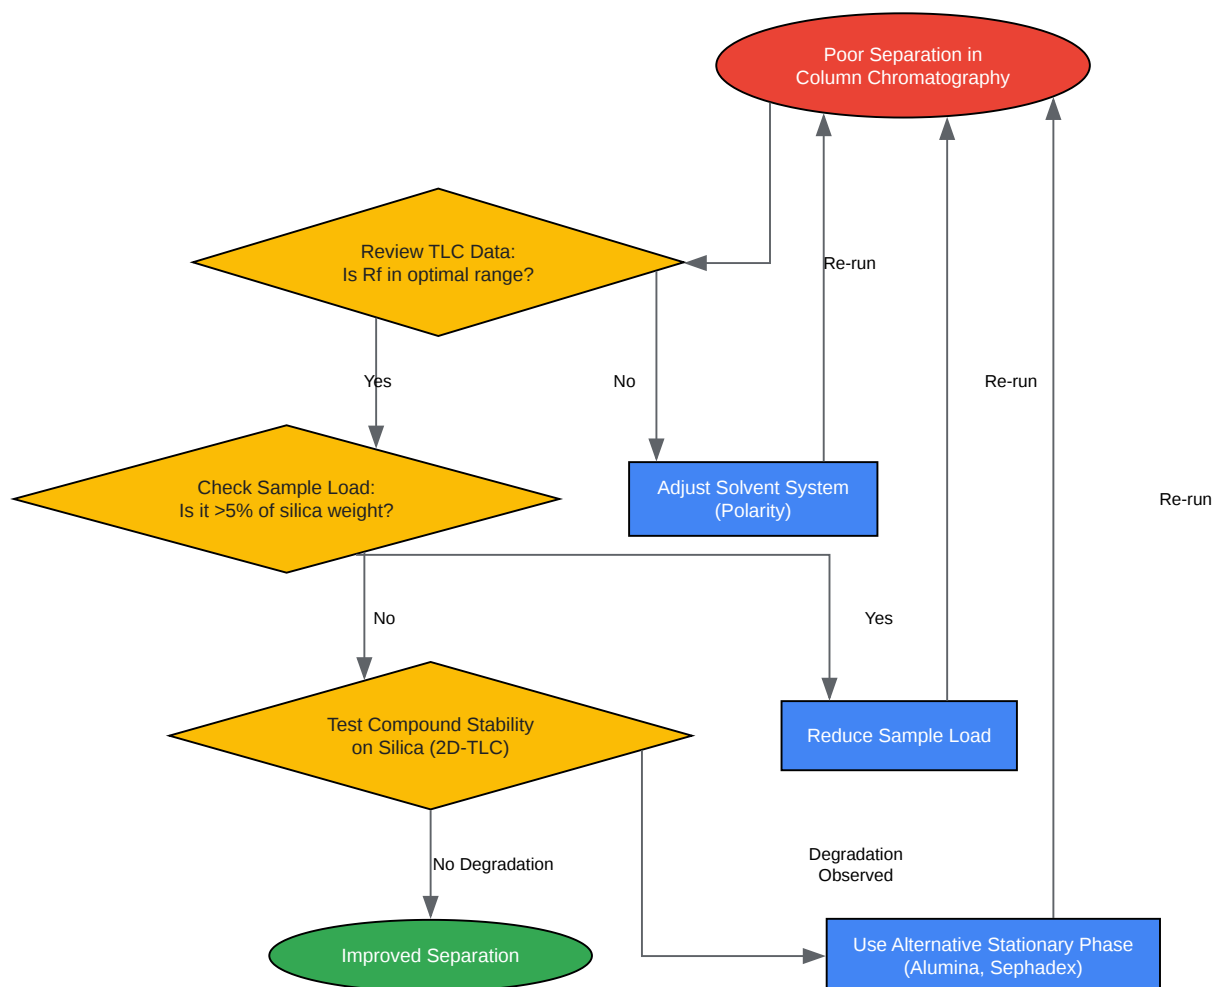 Poor Separation in
Column Chromatography
Review TLC Data:
Is Rf in optimal range?
Re-run
Yes
No
Re-run
Check Sample Load:
Is it >5% of silica weight?
Adjust Solvent System
(Polarity)
Re-run
No
Yes
Test Compound Stability
on Silica (2D-TLC)
Reduce Sample Load
No Degradation
Degradation
Observed
Improved Separation
Use Alternative Stationary Phase
(Alumina, Sephadex)